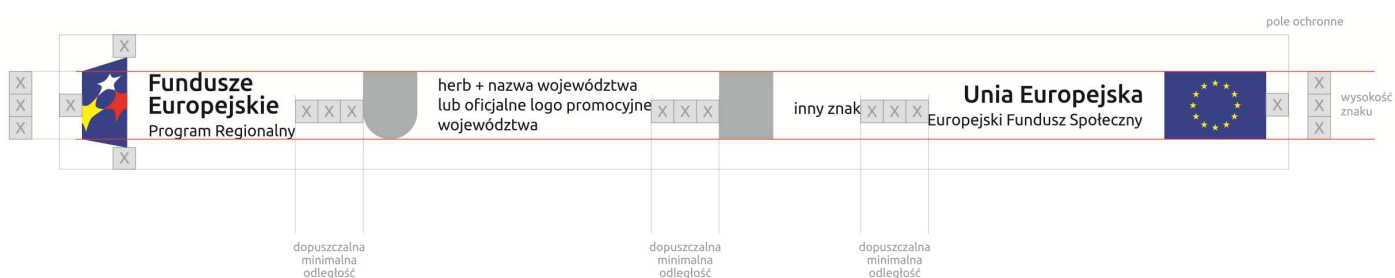 pole ochronne
X
X
X
X
X
X
Fundusze
Europejskie
Program Regionalny
X X X
herb + nazwa województwa
lub oficjalne logo promocyjne
województwa
X X X
inny znak
X X X
Unia Europejska
Europejski Fundusz Społeczny
X
X
X
X
wysokość
znaku
dopuszczalna
minimalna
odległość
dopuszczalna
minimalna
odległość
dopuszczalna
minimalna
odległość